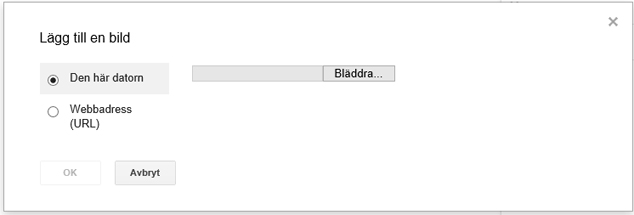 Lägg till en bild
Den här datorn
Bläddra...
Webbadress
(URL)
OK
Avbryt